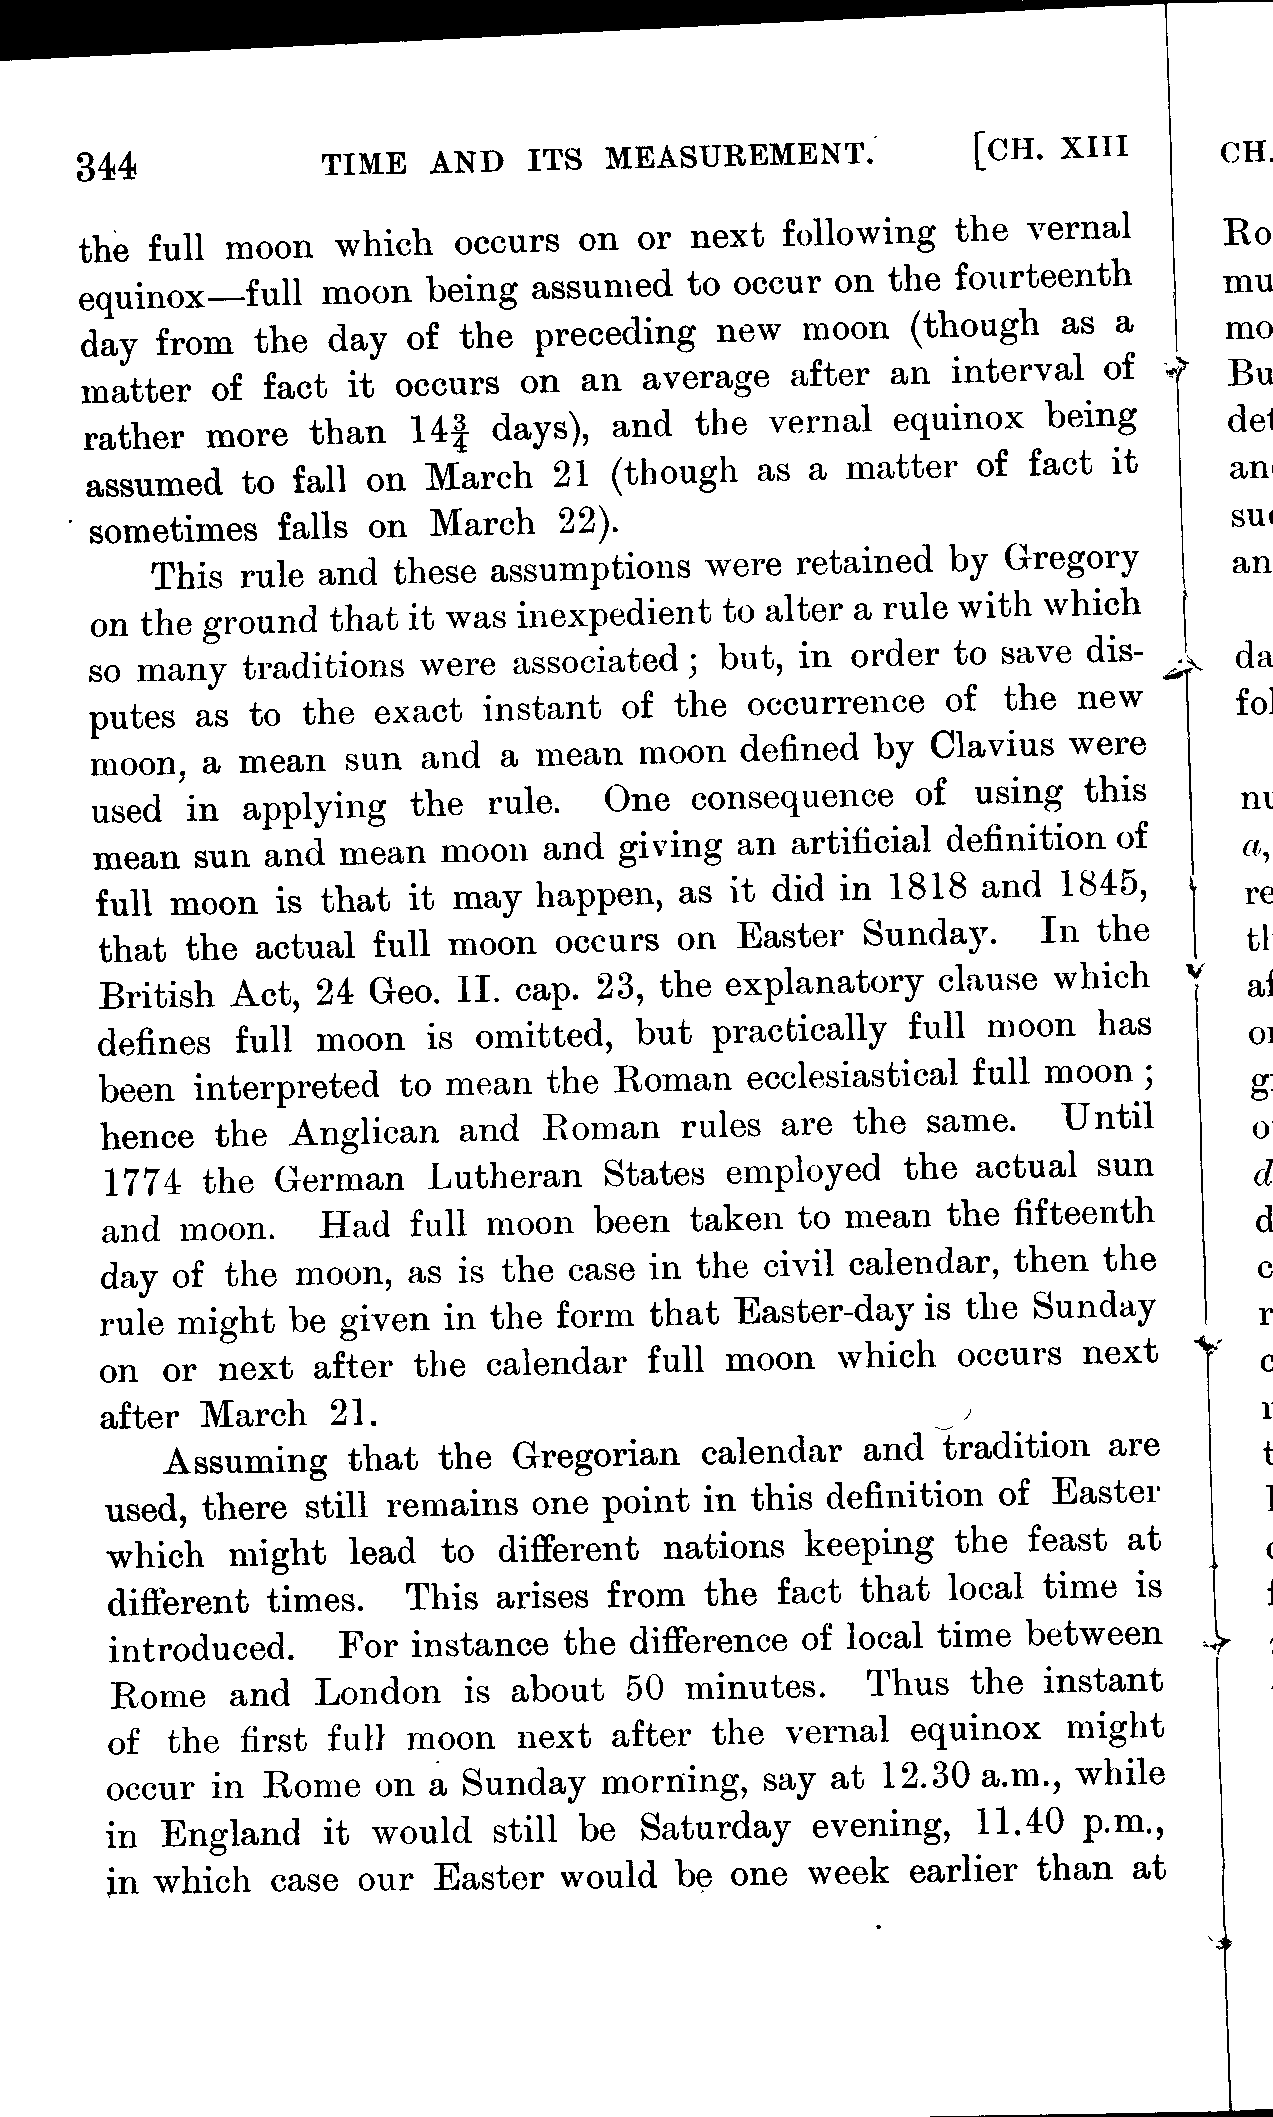 344 TIME AND ITS MEASUREMENT. [CH. XIII
the full moon which occurs on or next following the vernal
equinox—full moon being assumed to occur on the fourteenth
day from the day of the preceding new moon (though as a
matter of fact it occurs on an average after an interval of
rather more than 14¾ days), and the vernal equinox being
assumed to fall on March 21 (though as a matter of fact it
sometimes falls on March 22).
This rule and these assumptions were retained by Gregory
on the ground that it was inexpedient to alter a rule with which
so many traditions were associated; but, in order to save dis-
putes as to the exact instant of the occurrence of the new
moon, a mean sun and a mean moon defined by Clavius were
used in applying the rule. One consequence of using this
mean sun and mean moon and giving an artificial definition of
full moon is that it may happen, as it did in 1818 and 1845,
that the actual full moon occurs on Easter Sunday. In the
British Act, 24 Geo. II. cap. 23, the explanatory clause which
defines full moon is omitted, but practically full moon has
been interpreted to mean the Roman ecclesiastical full moon;
hence the Anglican and Roman rules are the same. Until
1774 the German Lutheran States employed the actual sun
and moon. Had full moon been taken to mean the fifteenth
day of the moon, as is the case in the civil calendar, then the
rule might be given in the form that Easter-day is the Sunday
on or next after the calendar full moon which occurs next
after March 21.
Assuming that the Gregorian calendar and tradition are
used, there still remains one point in this definition of Easter
which might lead to different nations keeping the feast at
different times. This arises from the fact that local time is
introduced. For instance the difference of local time between
Rome and London is about 50 minutes. Thus the instant
of the first full moon next after the vernal equinox might
occur in Rome on a Sunday morning, say at 12.30 a.m., while
in England it would still be Saturday evening, 11.40 p.m.,
in which case our Easter would be one week earlier than at
CH.